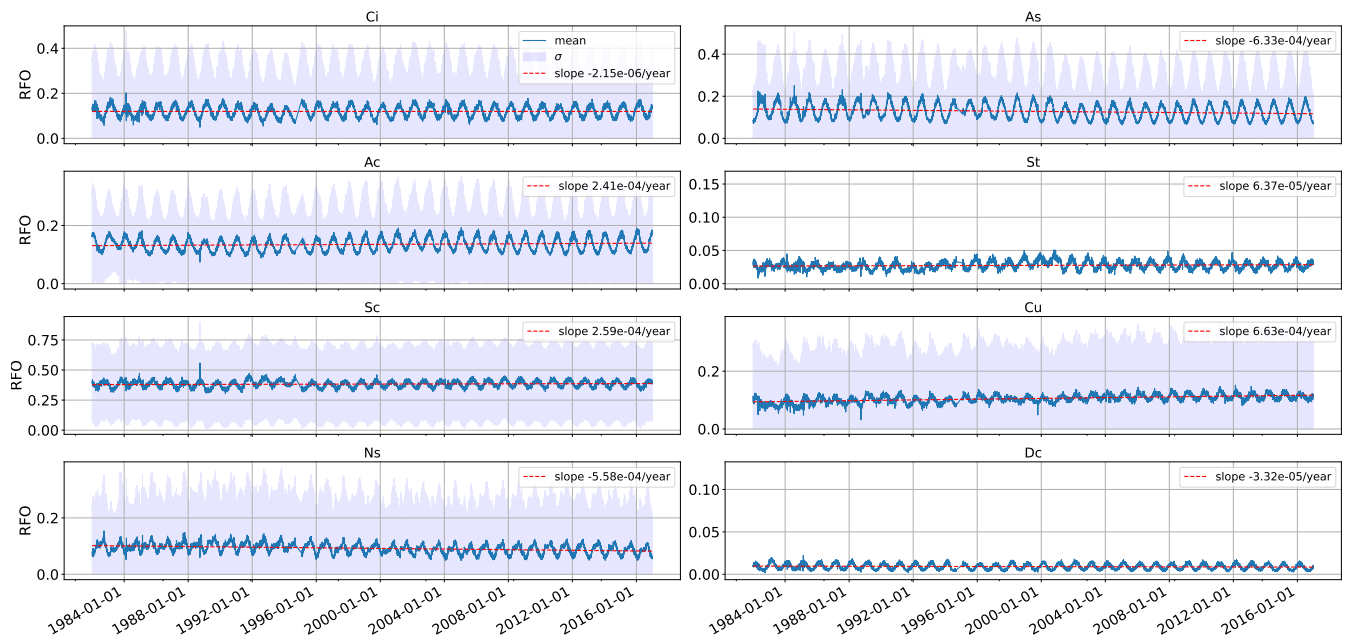 Ci
RFO
0.4
0.2
0.0
mean
σ
slope -2.15e-06/year
As
0.4
0.2
0.0
slope -6.33e-04/year
Ac
RFO
0.2
0.0
slope 2.41e-04/year
St
0.15
0.10
0.05
0.00
slope 6.37e-05/year
Sc
RFO
0.75
0.50
0.25
0.00
slope 2.59e-04/year
Cu
0.2
0.0
slope 6.63e-04/year
Ns
RFO
0.2
0.0
slope -5.58e-04/year
Dc
0.10
0.05
0.00
slope -3.32e-05/year
1984-01-01
1988-01-01
1992-01-01
1996-01-01
2000-01-01
2004-01-01
2008-01-01
2012-01-01
2016-01-01
1984-01-01
1988-01-01
1992-01-01
1996-01-01
2000-01-01
2004-01-01
2008-01-01
2012-01-01
2016-01-01